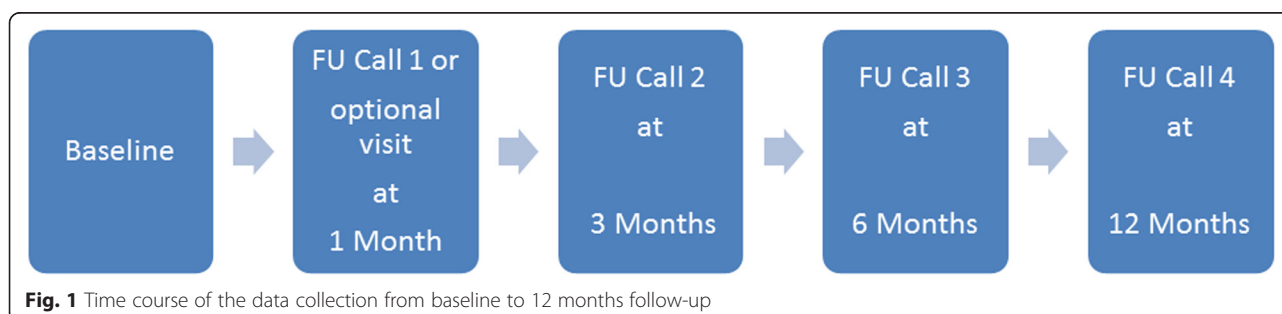 Baseline
FU Call 1 or
optional
visit
at
1 Month
FU Call 2
at
3 Months
FU Call 3
at
6 Months
FU Call 4
at
12 Months
Fig. 1 Time course of the data collection from baseline to 12 months follow-up